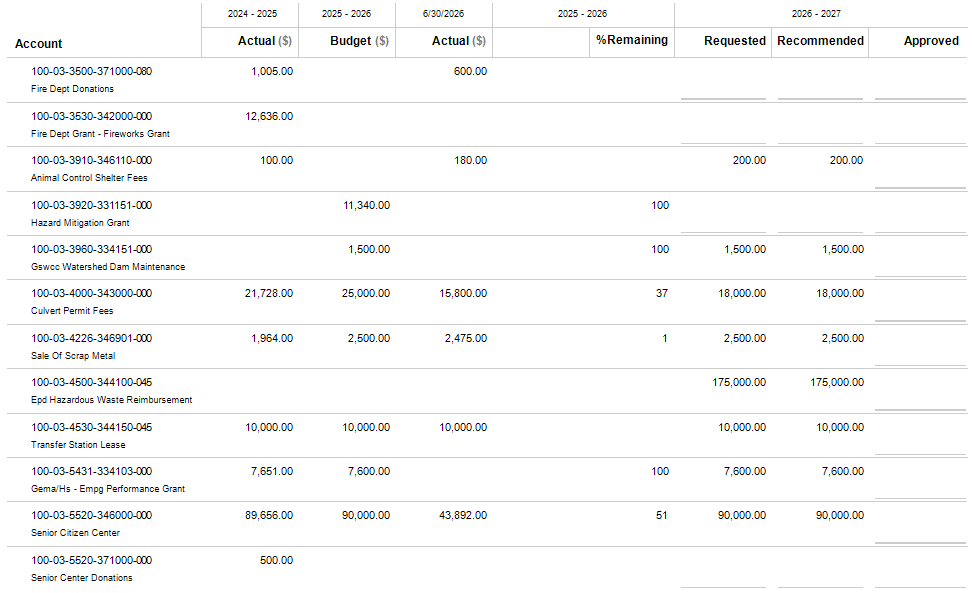 2024 - 2025 2025 - 2026 6/30/2026 2025 - 2026 2026 - 2027
Account Actual ($) Budget ($) Actual ($) %Remaining Requested Recommended Approved
100-03-3500-371000-080 1,005.00 600.00
Fire Dept Donations
100-03-3530-342000-000 12,636.00
Fire Dept Grant - Fireworks Grant
100-03-3910-346110-000 100.00 180.00 200.00 200.00
Animal Control Shelter Fees
100-03-3920-331151-000 11,340.00 100
Hazard Mitigation Grant
100-03-3960-334151-000 1,500.00 100 1,500.00 1,500.00
Gswcc Watershed Dam Maintenance
100-03-4000-343000-000 21,728.00 25,000.00 15,800.00 37 18,000.00 18,000.00
Culvert Permit Fees
100-03-4226-346901-000 1,964.00 2,500.00 2,475.00 1 2,500.00 2,500.00
Sale Of Scrap Metal
100-03-4500-344100-045 175,000.00 175,000.00
Epd Hazardous Waste Reimbursement
100-03-4530-344150-045 10,000.00 10,000.00 10,000.00 10,000.00 10,000.00
Transfer Station Lease
100-03-5431-334103-000 7,651.00 7,600.00 100 7,600.00 7,600.00
Gema/Hs - Empg Performance Grant
100-03-5520-346000-000 89,656.00 90,000.00 43,892.00 51 90,000.00 90,000.00
Senior Citizen Center
100-03-5520-371000-000 500.00
Senior Center Donations